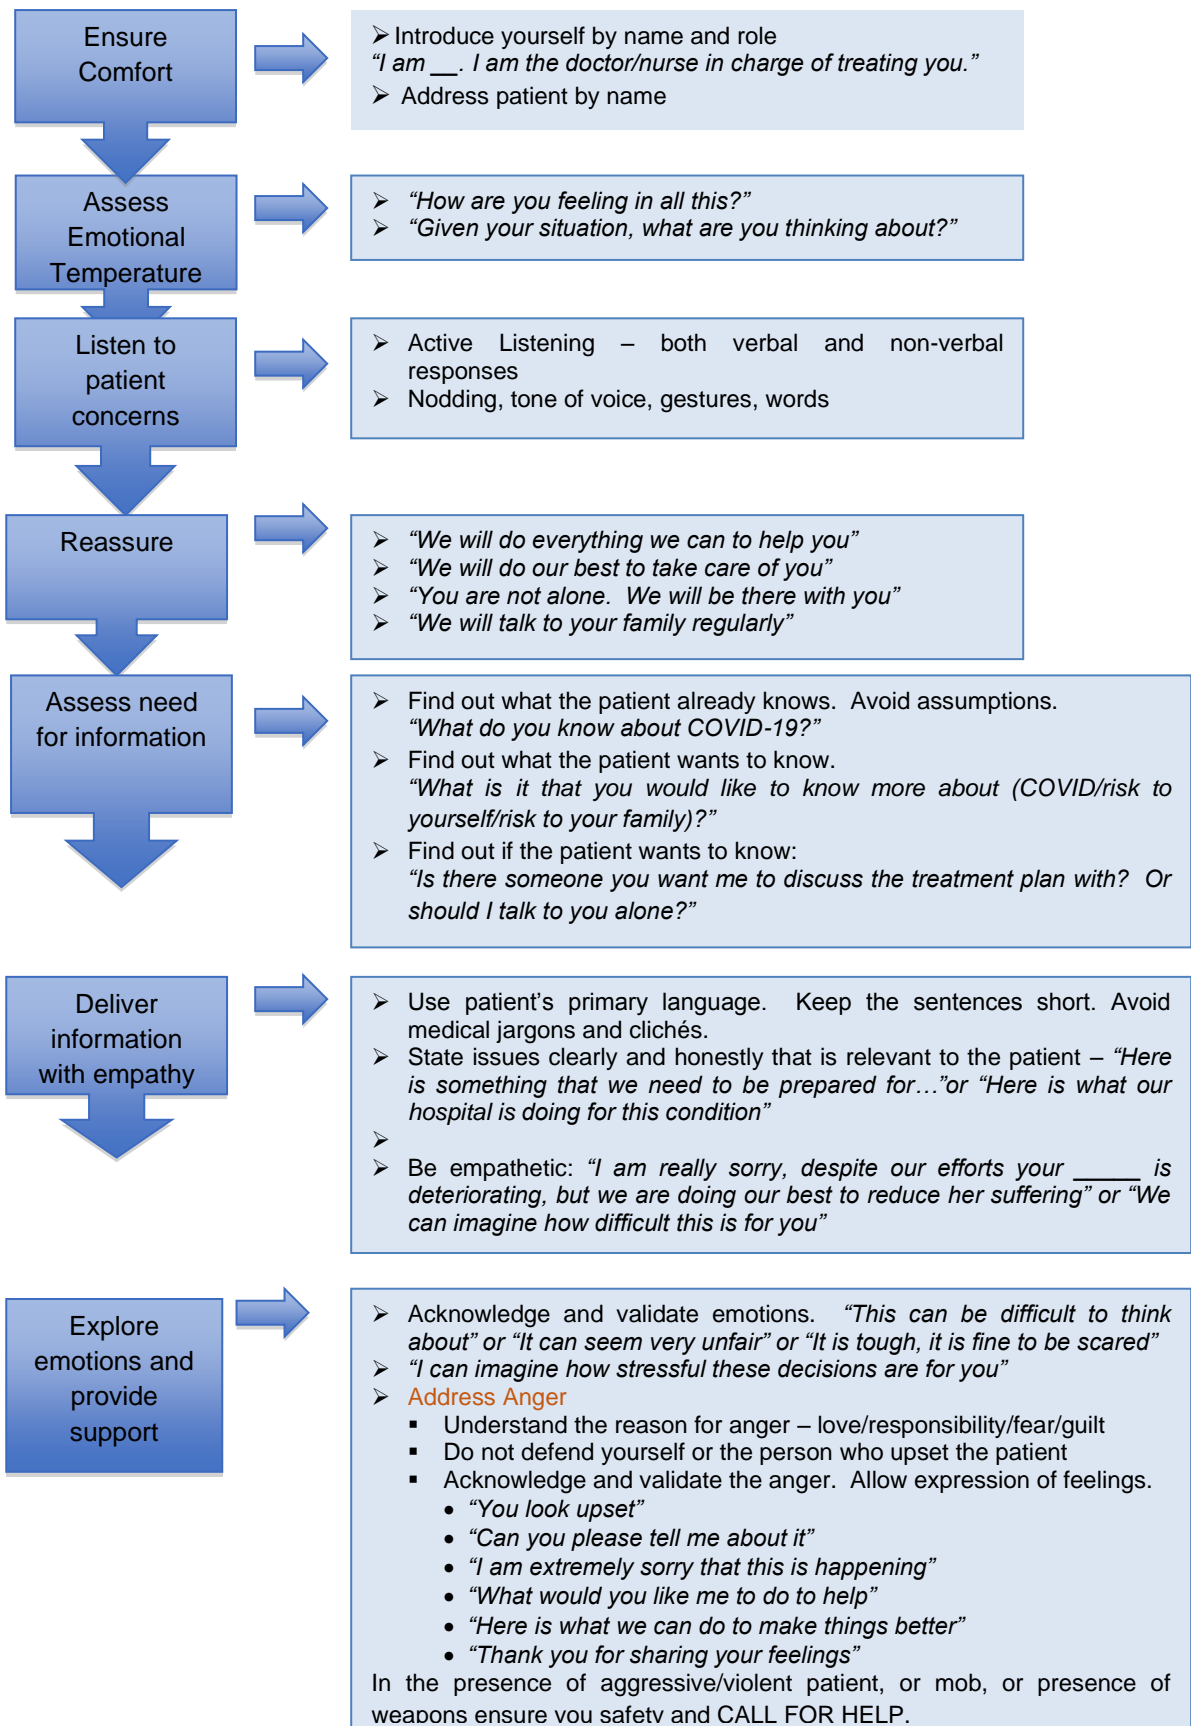 Ensure
Comfort
➢ Introduce yourself by name and role
“I am __. I am the doctor/nurse in charge of treating you.”
➢ Address patient by name
Assess
Emotional
Temperature
➢ “How are you feeling in all this?”
➢ “Given your situation, what are you thinking about?”
Listen to
patient
concerns
➢ Active Listening – both verbal and non-verbal
responses
➢ Nodding, tone of voice, gestures, words
Reassure
➢ “We will do everything we can to help you”
➢ “We will do our best to take care of you”
➢ “You are not alone. We will be there with you”
➢ “We will talk to your family regularly”
Assess need
for information
➢ Find out what the patient already knows. Avoid assumptions.
“What do you know about COVID-19?”
➢ Find out what the patient wants to know.
“What is it that you would like to know more about (COVID/risk to
yourself/risk to your family)?”
➢ Find out if the patient wants to know:
“Is there someone you want me to discuss the treatment plan with? Or
should I talk to you alone?”
Deliver
information
with empathy
➢ Use patient’s primary language. Keep the sentences short. Avoid
medical jargons and clichés.
➢ State issues clearly and honestly that is relevant to the patient – “Here
is something that we need to be prepared for…”or “Here is what our
hospital is doing for this condition”
➢
➢ Be empathetic: “I am really sorry, despite our efforts your _____ is
deteriorating, but we are doing our best to reduce her suffering” or “We
can imagine how difficult this is for you”
Explore
emotions and
provide
support
➢ Acknowledge and validate emotions. “This can be difficult to think
about” or “It can seem very unfair” or “It is tough, it is fine to be scared”
➢ “I can imagine how stressful these decisions are for you”
➢ Address Anger
▪ Understand the reason for anger – love/responsibility/fear/guilt
▪ Do not defend yourself or the person who upset the patient
▪ Acknowledge and validate the anger. Allow expression of feelings.
• “You look upset”
• “Can you please tell me about it”
• “I am extremely sorry that this is happening”
• “What would you like me to do to help”
• “Here is what we can do to make things better”
• “Thank you for sharing your feelings”
In the presence of aggressive/violent patient, or mob, or presence of
weapons ensure you safety and CALL FOR HELP.